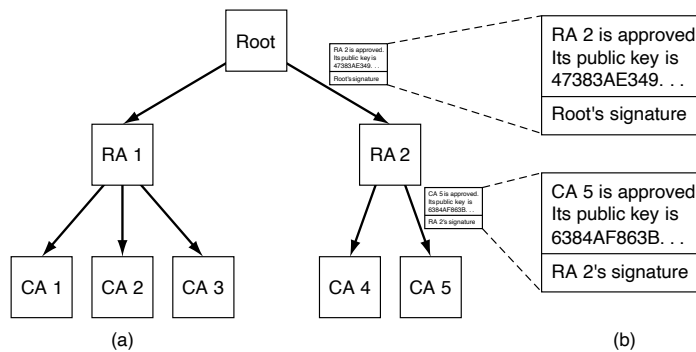 Root
RA 2 is approved.
Its public key is
47383AE349. . .
Root's signature
RA 2 is approved.
Its public key is
47383AE349. . .
Root's signature
RA 1
RA 2
CA 5 is approved.
Its public key is
6384AF863B. . .
RA 2's signature
CA 5 is approved.
Its public key is
6384AF863B. . .
RA 2's signature
CA 1
CA 2
CA 3
CA 4
CA 5
(a)
(b)